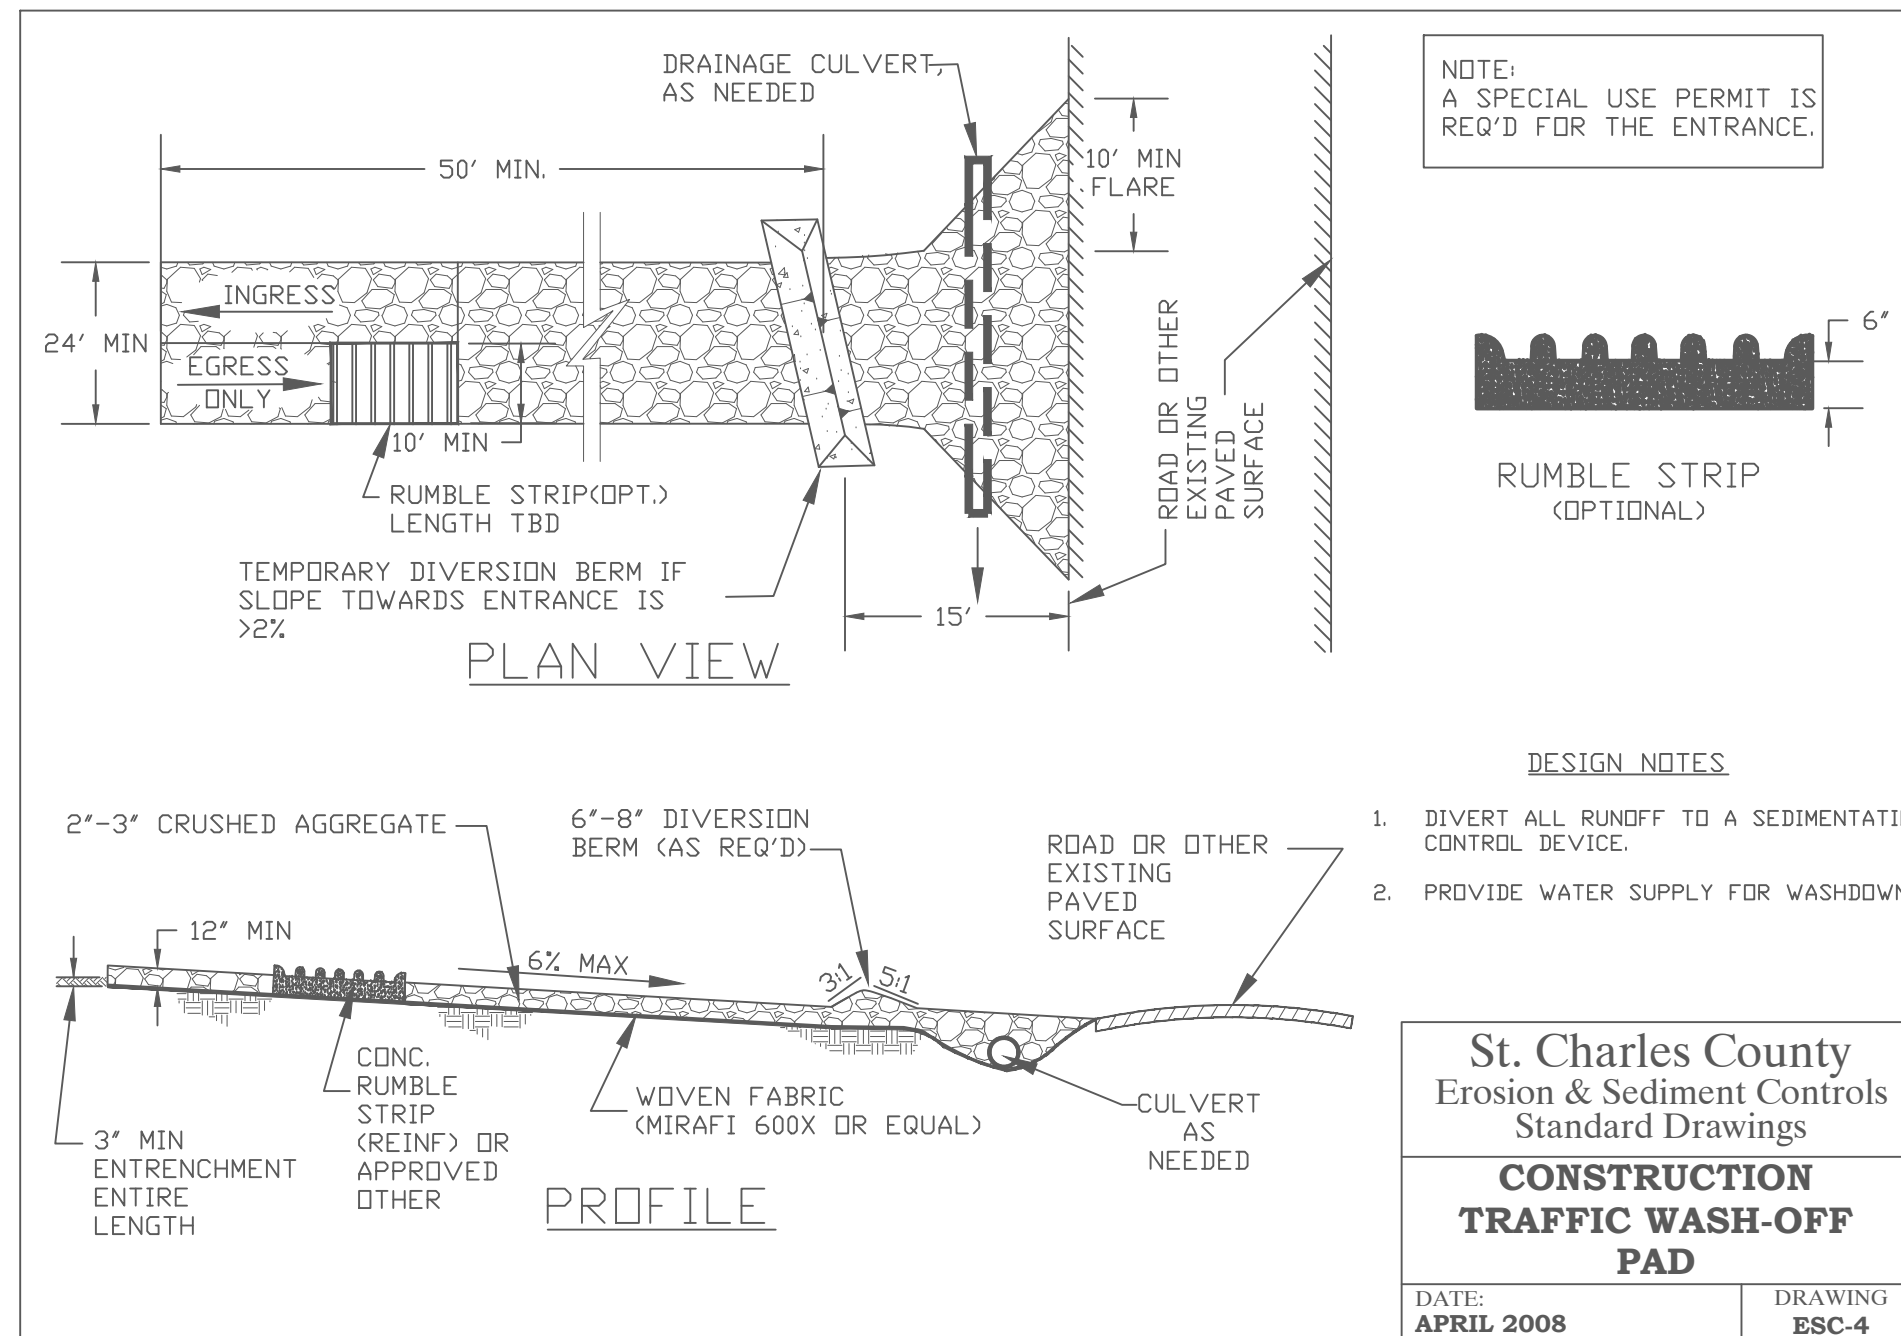 DRAINAGE CULVERT,
AS NEEDED
50' MIN.
10' MIN
FLARE
NOTE:
A SPECIAL USE PERMIT IS
REQ'D FOR THE ENTRANCE.
INGRESS
24' MIN
EGRESS
ONLY
10' MIN
RUMBLE STRIP(OPT.)
LENGTH TBD
TEMPORARY DIVERSION BERM IF
SLOPE TOWARDS ENTRANCE IS
>2%
15'
ROAD OR OTHER
EXISTING
PAVED
SURFACE
PLAN VIEW
6"
RUMBLE STRIP
(OPTIONAL)
DESIGN NOTES
1. DIVERT ALL RUNOFF TO A SEDIMENTATI
CONTROL DEVICE.
2. PROVIDE WATER SUPPLY FOR WASHDOWN
2"-3" CRUSHED AGGREGATE
6"-8" DIVERSION
BERM (AS REQ'D)
ROAD OR OTHER
EXISTING
PAVED
SURFACE
12" MIN
6% MAX
3:1
5:1
3" MIN
ENTRENCHMENT
ENTIRE
LENGTH
CONC.
RUMBLE
STRIP
(REINF) OR
APPROVED
OTHER
WOVEN FABRIC
(MIRAFI 600X OR EQUAL)
CULVERT
AS
NEEDED
PROFILE
St. Charles County
Erosion & Sediment Controls
Standard Drawings
CONSTRUCTION
TRAFFIC WASH-OFF
PAD
DATE:
APRIL 2008
DRAWING
ESC-4